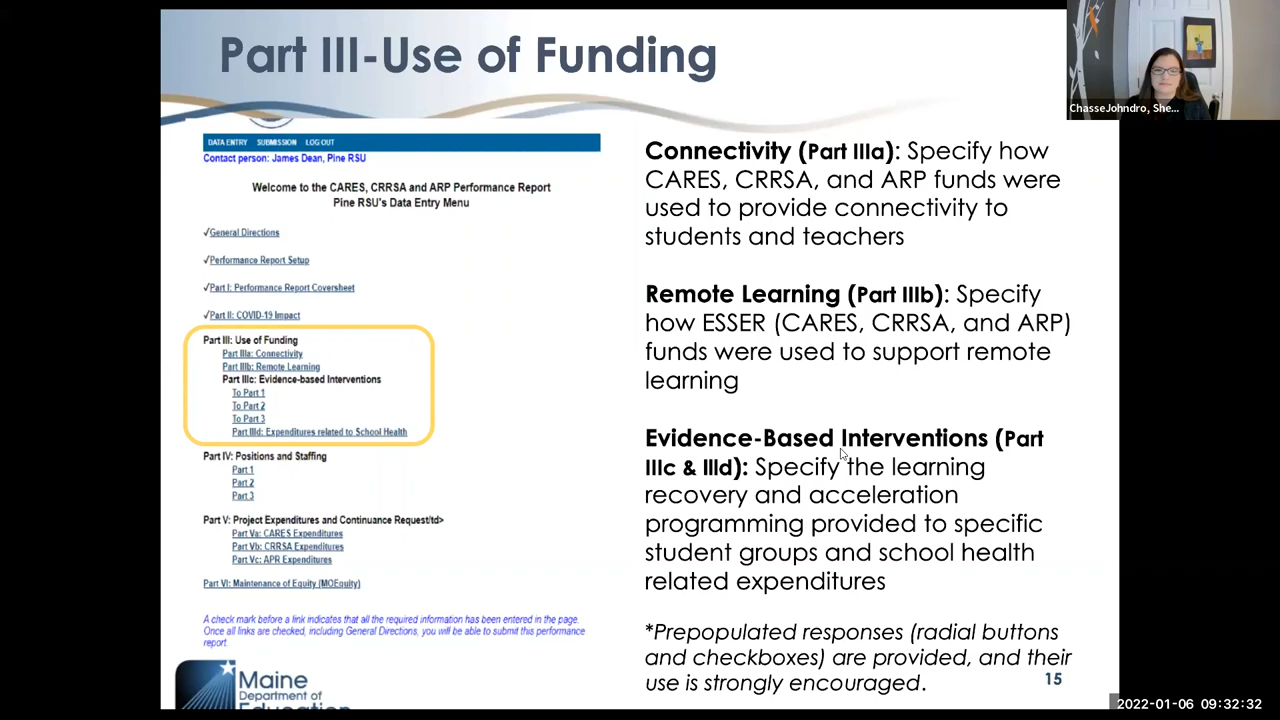 Part III-Use of Funding
ChasseJohndro, She...
DATA ENTRY SUBMISSION LOG OUT
Contact person: James Dean, Pine RSU
Welcome to the CARES, CRRSA and ARP Performance Report
Pine RSU's Data Entry Menu
√General Directions
√Performance Report Setup
√Part I: Performance Report Coversheet
√Part II: COVID-19 Impact
Part III: Use of Funding
Part IIIa: Connectivity
Part IIIb: Remote Learning
Part IIIc: Evidence-based Interventions
To Part 1
To Part 2
To Part 3
Part IIId: Expenditures related to School Health
Part IV: Positions and Staffing
Part 1
Part 2
Part 3
Part V: Project Expenditures and Continuance Request/td>
Part Va: CARES Expenditures
Part Vb: CRRSA Expenditures
Part Vc: APR Expenditures
Part VI: Maintenance of Equity (MOEquity)
A check mark before a link indicates that all the required information has been entered in the page.
Once all links are checked, including General Directions, you will be able to submit this performance
report.
Maine
Department of
Education
Connectivity (Part IIIa): Specify how
CARES, CRRSA, and ARP funds were
used to provide connectivity to
students and teachers
Remote Learning (Part IIIb): Specify
how ESSER (CARES, CRRSA, and ARP)
funds were used to support remote
learning
Evidence-Based Interventions (Part
IIIc & IIId): Specify the learning
recovery and acceleration
programming provided to specific
student groups and school health
related expenditures
*Prepopulated responses (radial buttons
and checkboxes) are provided, and their
use is strongly encouraged.
15
2022-01-06 09:32:32